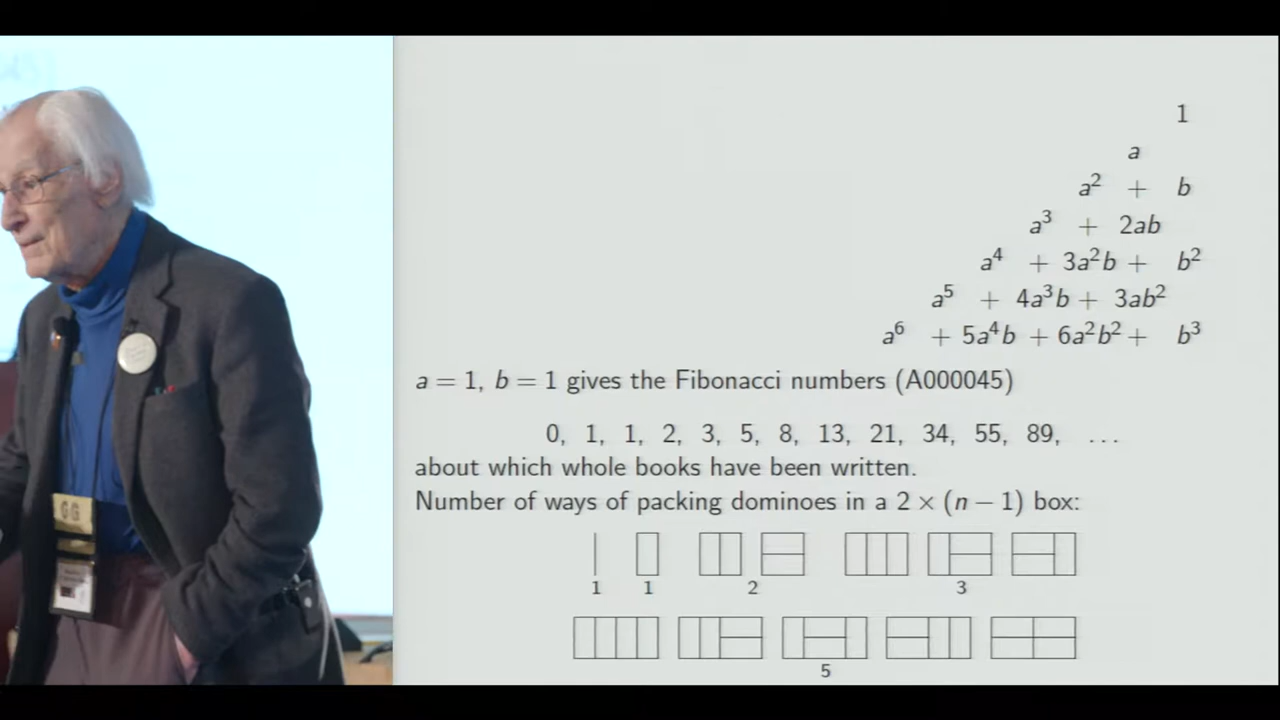 1
a
a² + b
a³ + 2ab
a⁴ + 3a²b + b²
a⁵ + 4a³b + 3ab²
a⁶ + 5a⁴b + 6a²b² + b³
a = 1, b = 1 gives the Fibonacci numbers (A000045)
0, 1, 1, 2, 3, 5, 8, 13, 21, 34, 55, 89, ...
about which whole books have been written.
Number of ways of packing dominoes in a 2 × (n − 1) box:
1 1 2 3
5
GG